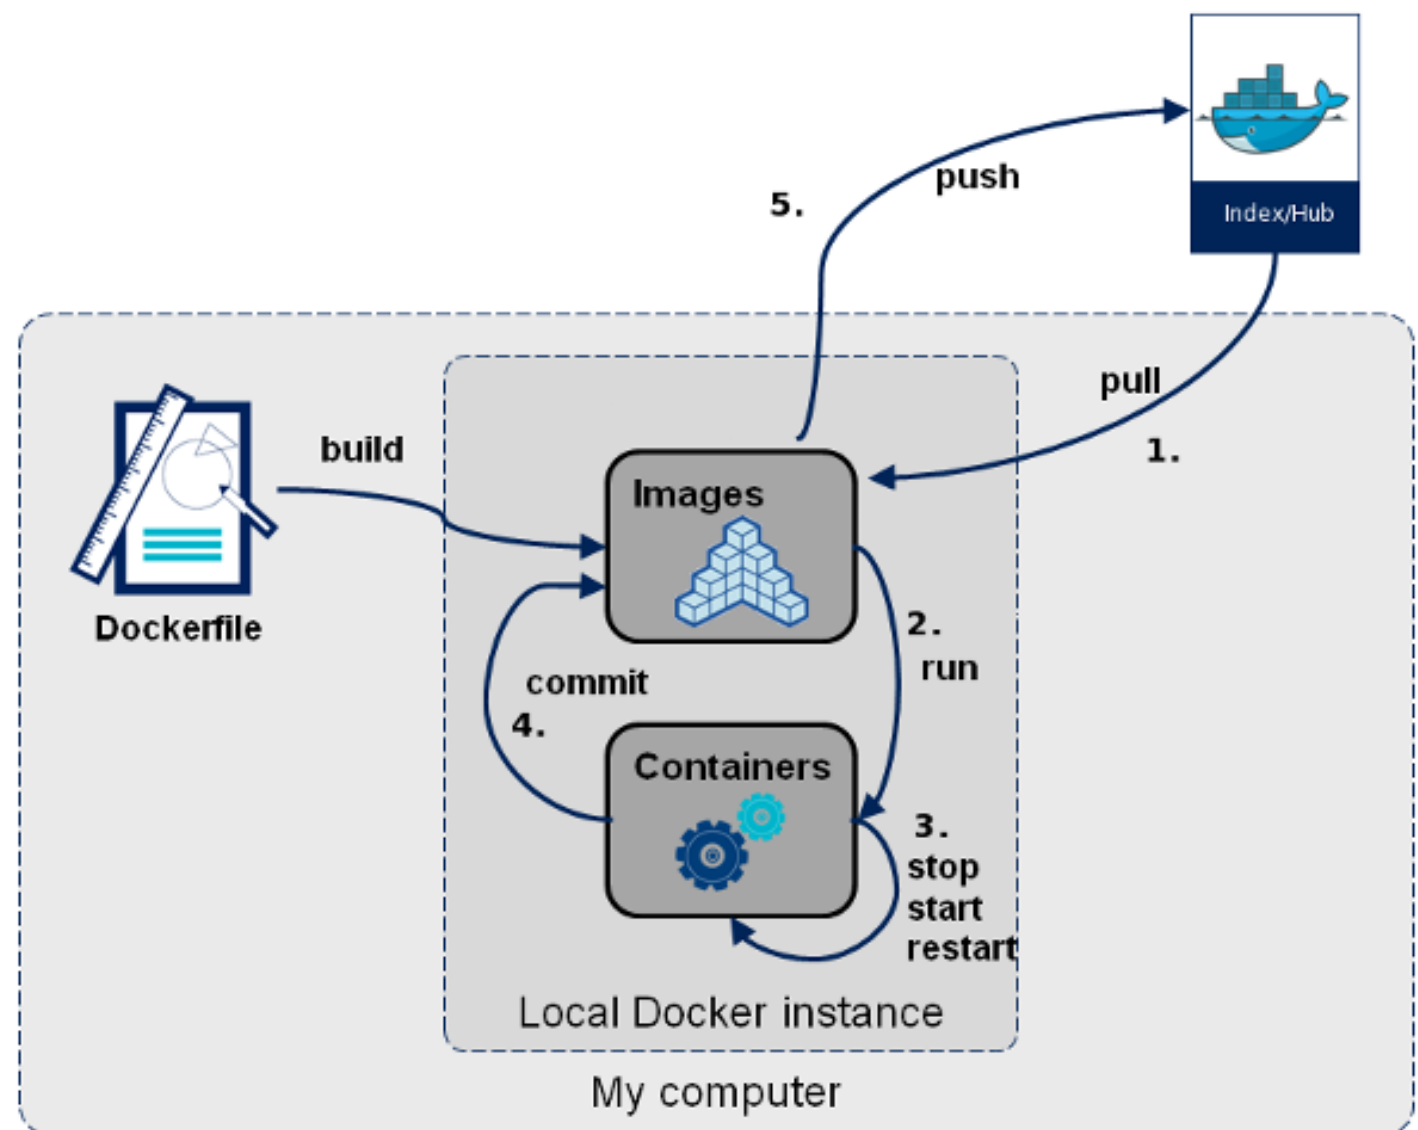 5.
push
Index/Hub
pull
1.
build
Images
Dockerfile
2.
run
commit
4.
Containers
3.
stop
start
restart
Local Docker instance
My computer